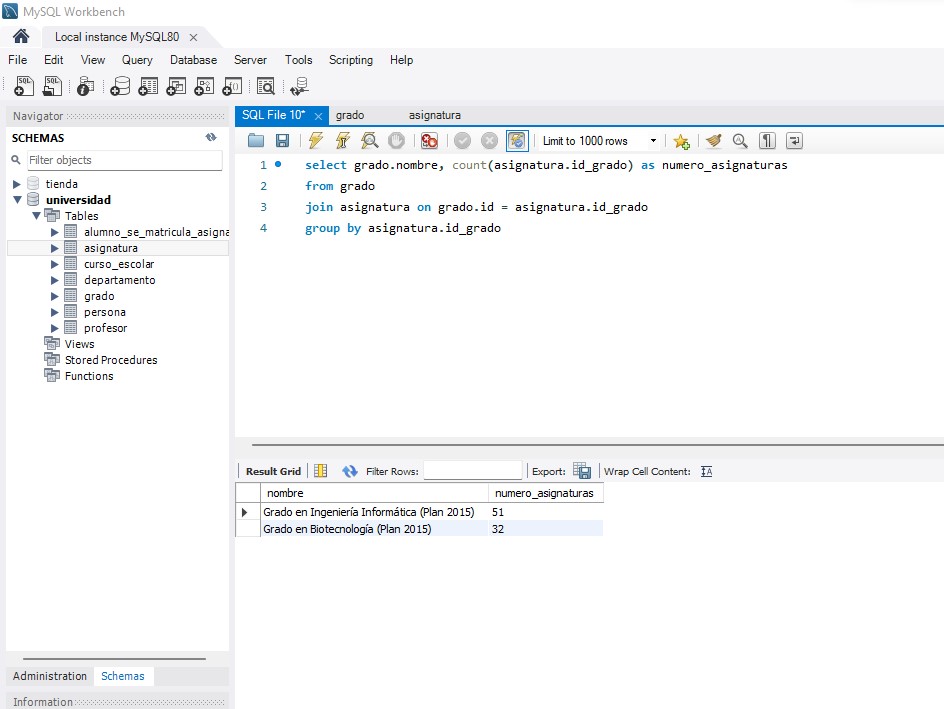 MySQL Workbench
Local instance MySQL80
File Edit View Query Database Server Tools Scripting Help
Navigator
SCHEMAS
Filter objects
tienda
universidad
Tables
alumno_se_matricula_asigna
asignatura
curso_escolar
departamento
grado
persona
profesor
Views
Stored Procedures
Functions
Administration Schemas
Information
SQL File 10* grado asignatura
Limit to 1000 rows
1 select grado.nombre, count(asignatura.id_grado) as numero_asignaturas
2 from grado
3 join asignatura on grado.id = asignatura.id_grado
4 group by asignatura.id_grado
Result Grid Filter Rows: Export: Wrap Cell Content:
nombre numero_asignaturas
Grado en Ingeniería Informática (Plan 2015) 51
Grado en Biotecnología (Plan 2015) 32